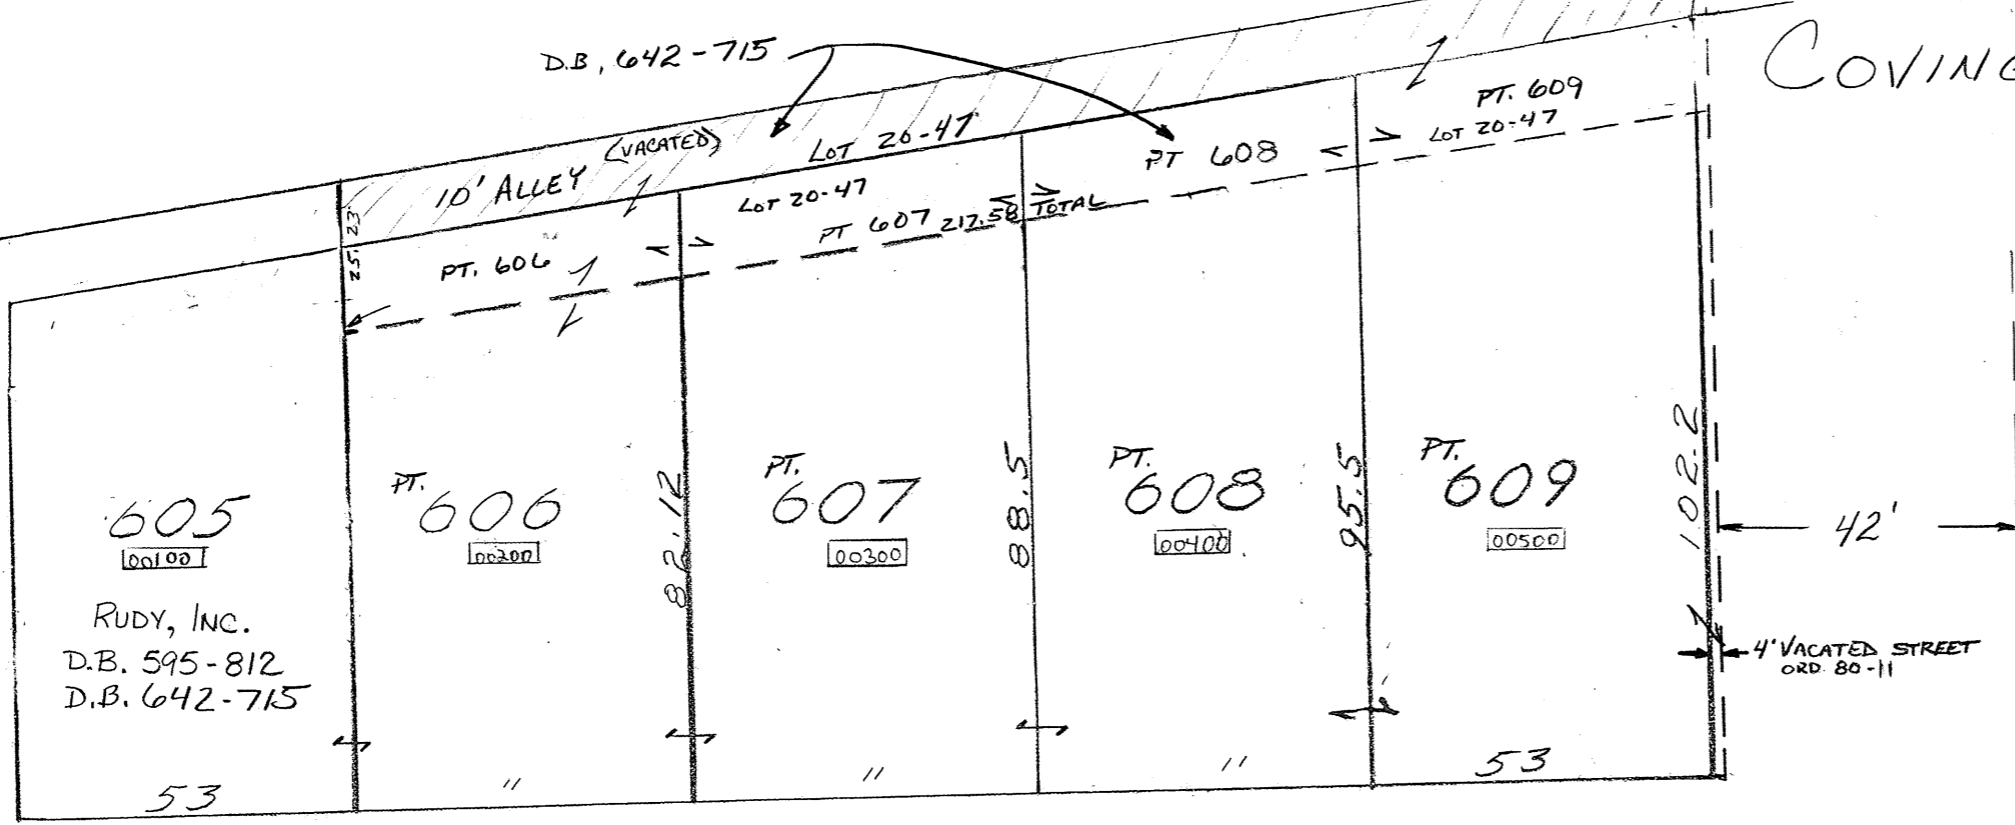 D.B, 642-715
COVING
10' ALLEY (VACATED)
LOT 20-47
PT. 609
LOT 20-47
PT 608
LOT 20-47
PT 607 217.58 TOTAL
PT. 606
25.23
605
00100
RUDY, INC.
D.B. 595-812
D.B. 642-715
53
PT.
606
00200
"
82.12
PT.
607
00300
"
88.5
PT.
608
00400
"
95.5
PT.
609
00500
53
102.2
42'
4' VACATED STREET
ORD. 80-11